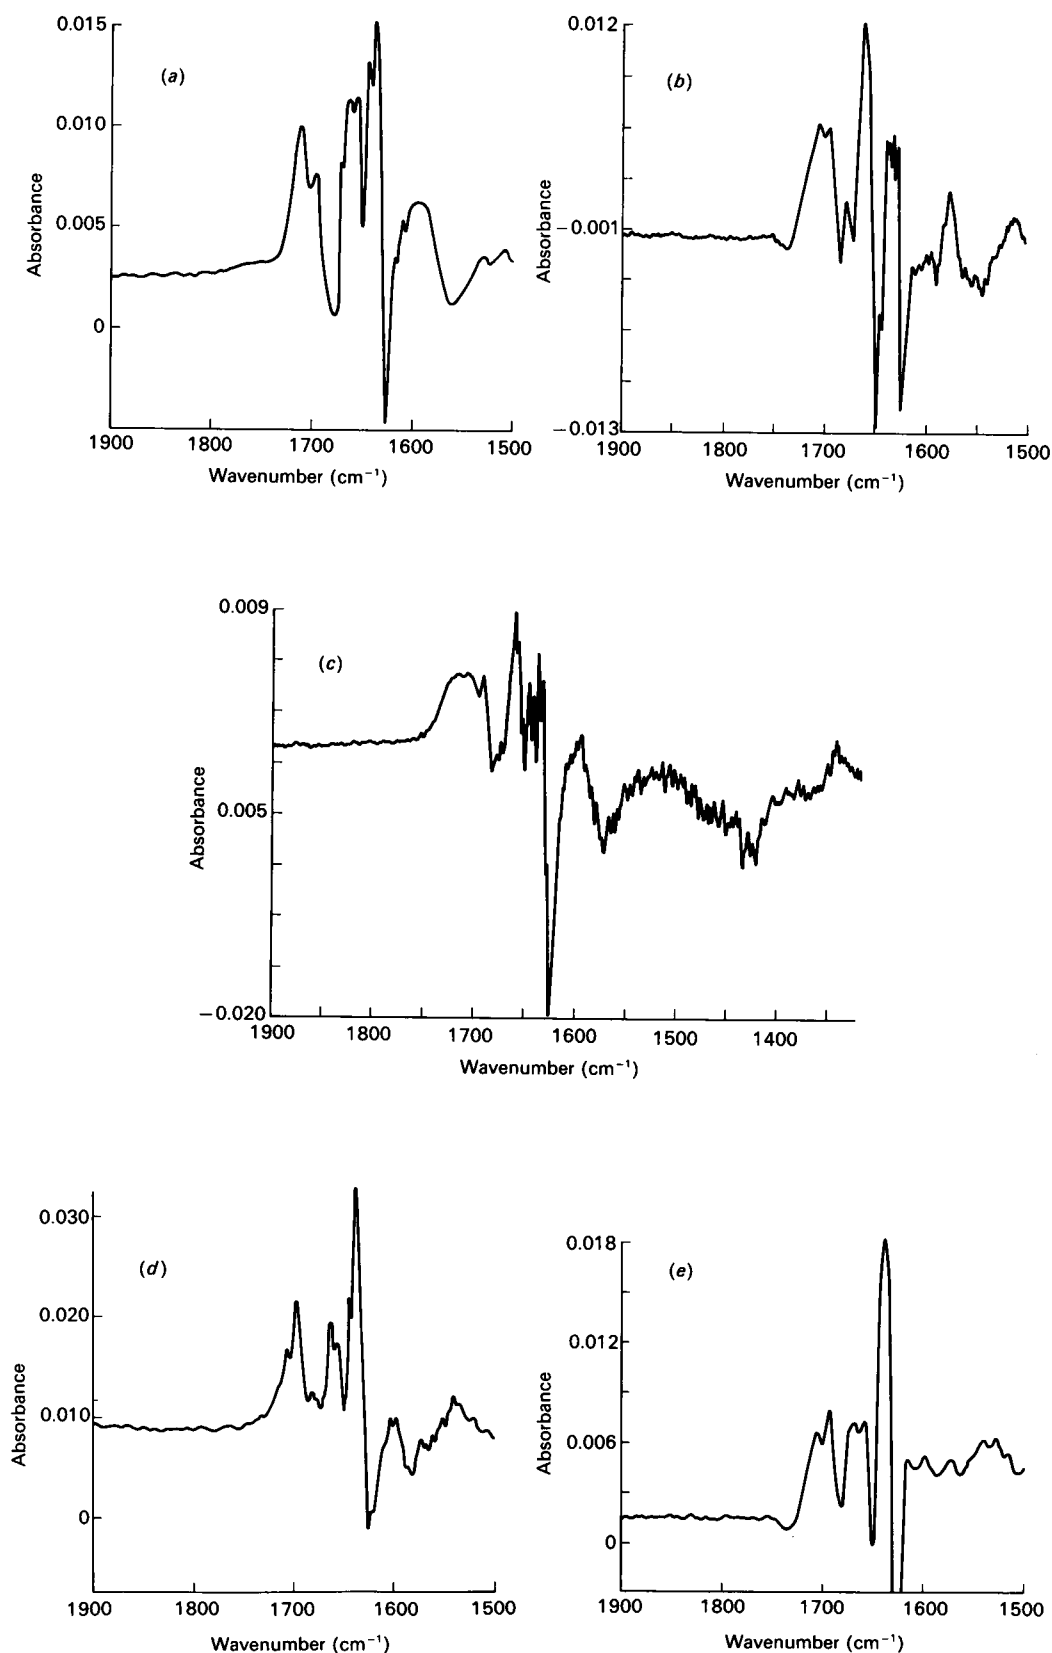 0.015
(a)
0.010
0.005
0
Absorbance
1900 1800 1700 1600 1500
Wavenumber (cm⁻¹)
0.012
(b)
−0.001
−0.013
Absorbance
1900 1800 1700 1600 1500
Wavenumber (cm⁻¹)
0.009
(c)
0.005
−0.020
Absorbance
1900 1800 1700 1600 1500 1400
Wavenumber (cm⁻¹)
0.030
(d)
0.020
0.010
0
Absorbance
1900 1800 1700 1600 1500
Wavenumber (cm⁻¹)
0.018
(e)
0.012
0.006
0
Absorbance
1900 1800 1700 1600 1500
Wavenumber (cm⁻¹)